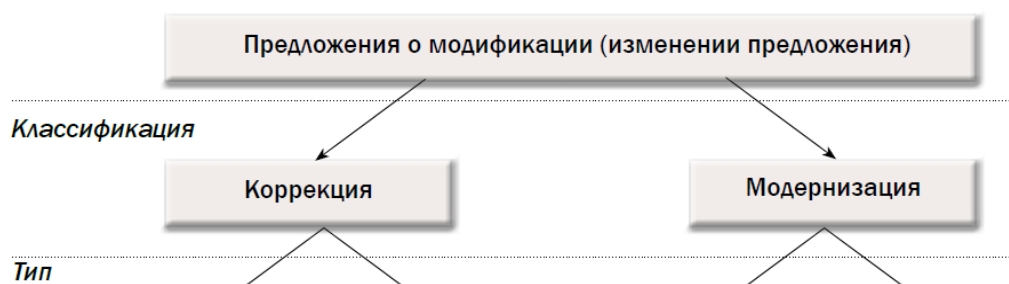 Предложения о модификации (изменении предложения)
Классификация
Коррекция
Модернизация
Тип